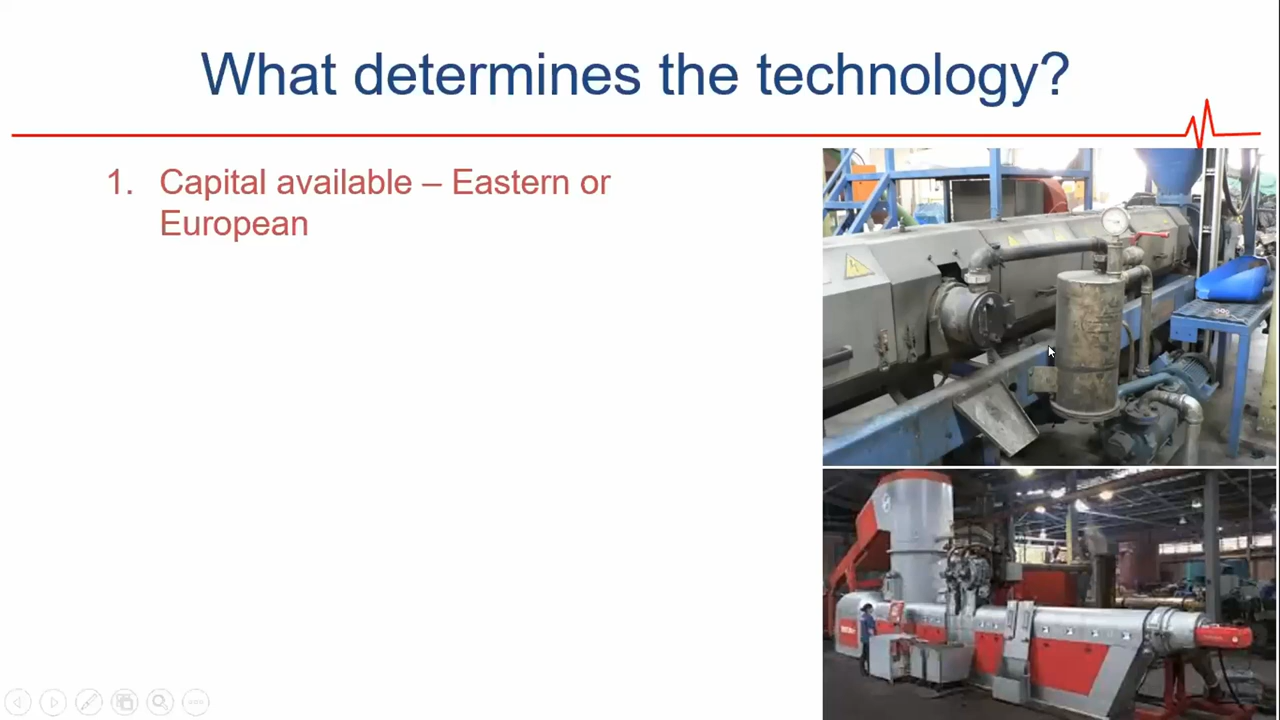 What determines the technology?
1. Capital available – Eastern or
European